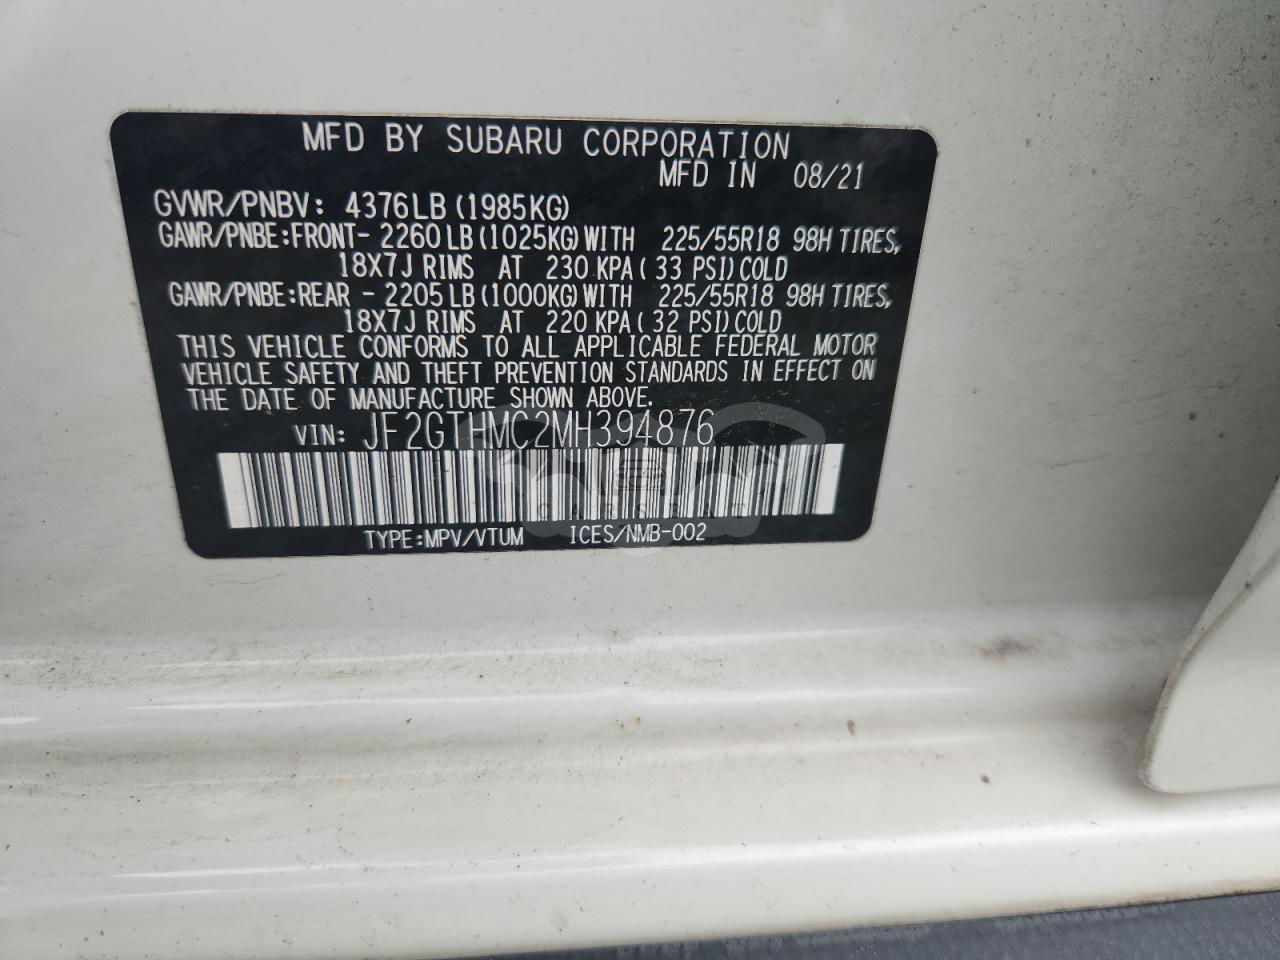 MFD BY SUBARU CORPORATION
MFD IN 08/21
GVWR/PNBV: 4376LB (1985KG)
GAWR/PNBE:FRONT- 2260LB (1025KG) WITH 225/55R18 98H TIRES,
18X7J RIMS AT 230 KPA ( 33 PSI) COLD
GAWR/PNBE:REAR - 2205LB (1000KG) WITH 225/55R18 98H TIRES,
18X7J RIMS AT 220 KPA ( 32 PSI) COLD
THIS VEHICLE CONFORMS TO ALL APPLICABLE FEDERAL MOTOR
VEHICLE SAFETY AND THEFT PREVENTION STANDARDS IN EFFECT ON
THE DATE OF MANUFACTURE SHOWN ABOVE.
VIN: JF2GTHMC2MH394876
TYPE:MPV/VTUM ICES/NMB-002